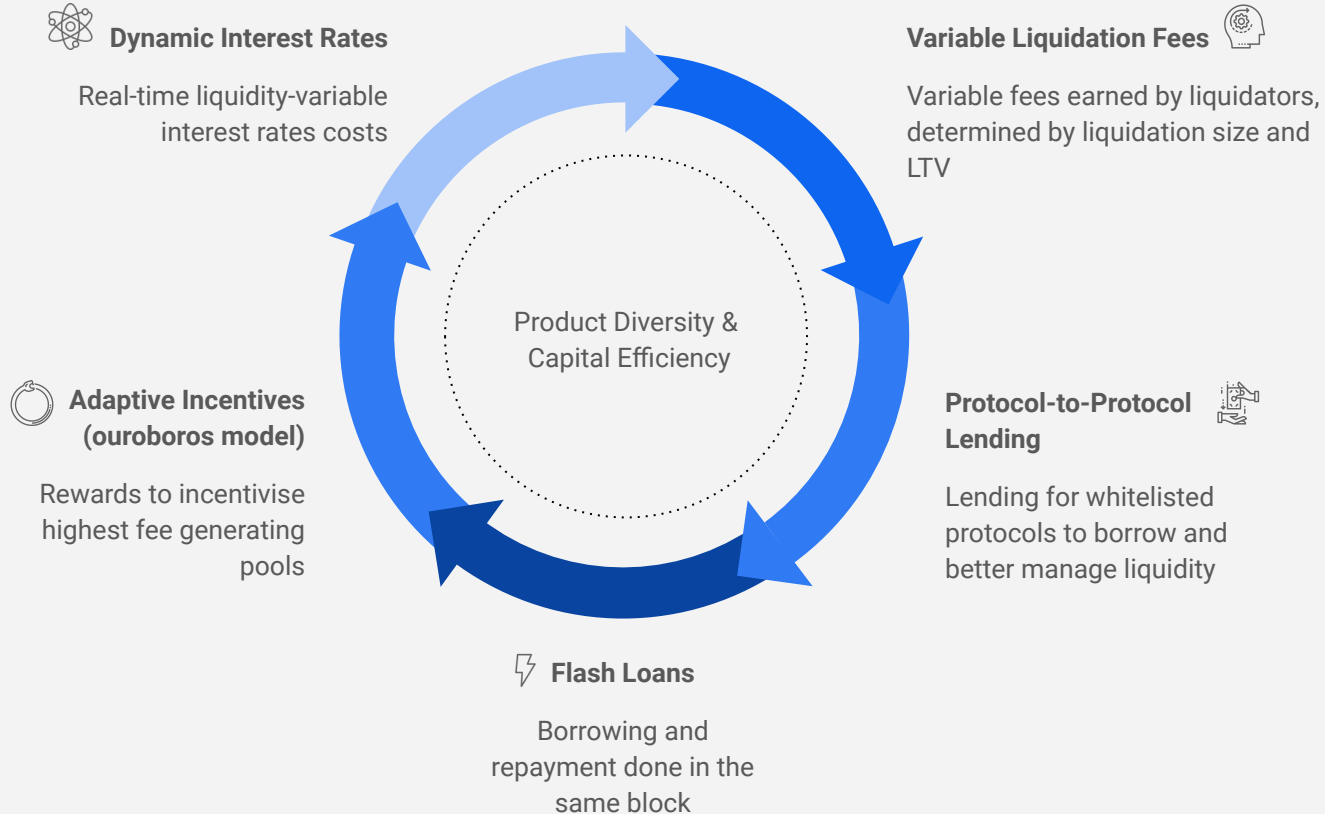 Dynamic Interest Rates
Real-time liquidity-variable
interest rates costs
Variable Liquidation Fees
Variable fees earned by liquidators,
determined by liquidation size and
LTV
Product Diversity &
Capital Efficiency
Adaptive Incentives
(ouroboros model)
Rewards to incentivise
highest fee generating
pools
Protocol-to-Protocol
Lending
Lending for whitelisted
protocols to borrow and
better manage liquidity
Flash Loans
Borrowing and
repayment done in the
same block